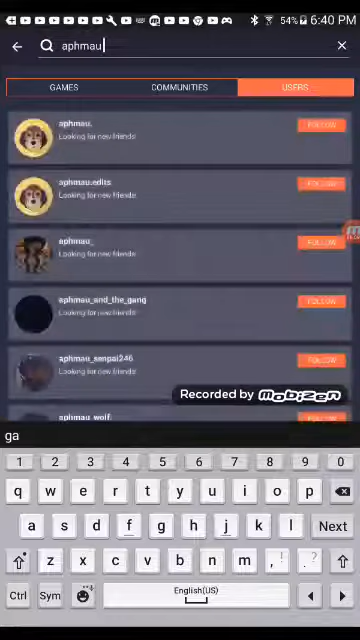 54% 6:40 PM
aphmau
GAMES COMMUNITIES USERS
aphmau.
Looking for new friends!
FOLLOW
aphmau.edits
Looking for new friends!
FOLLOW
aphmau_
Looking for new friends!
FOLLOW
aphmau_and_the_gang
Looking for new friends!
FOLLOW
aphmau_senpai246
Looking for new friends!
FOLLOW
Recorded by Mobizen
aphmau_wolf.
ga
1 2 3 4 5 6 7 8 9 0
q w e r t y u i o p
a s d f g h j k l Next
z x c v b n m , ! . ?
Ctrl Sym English(US)